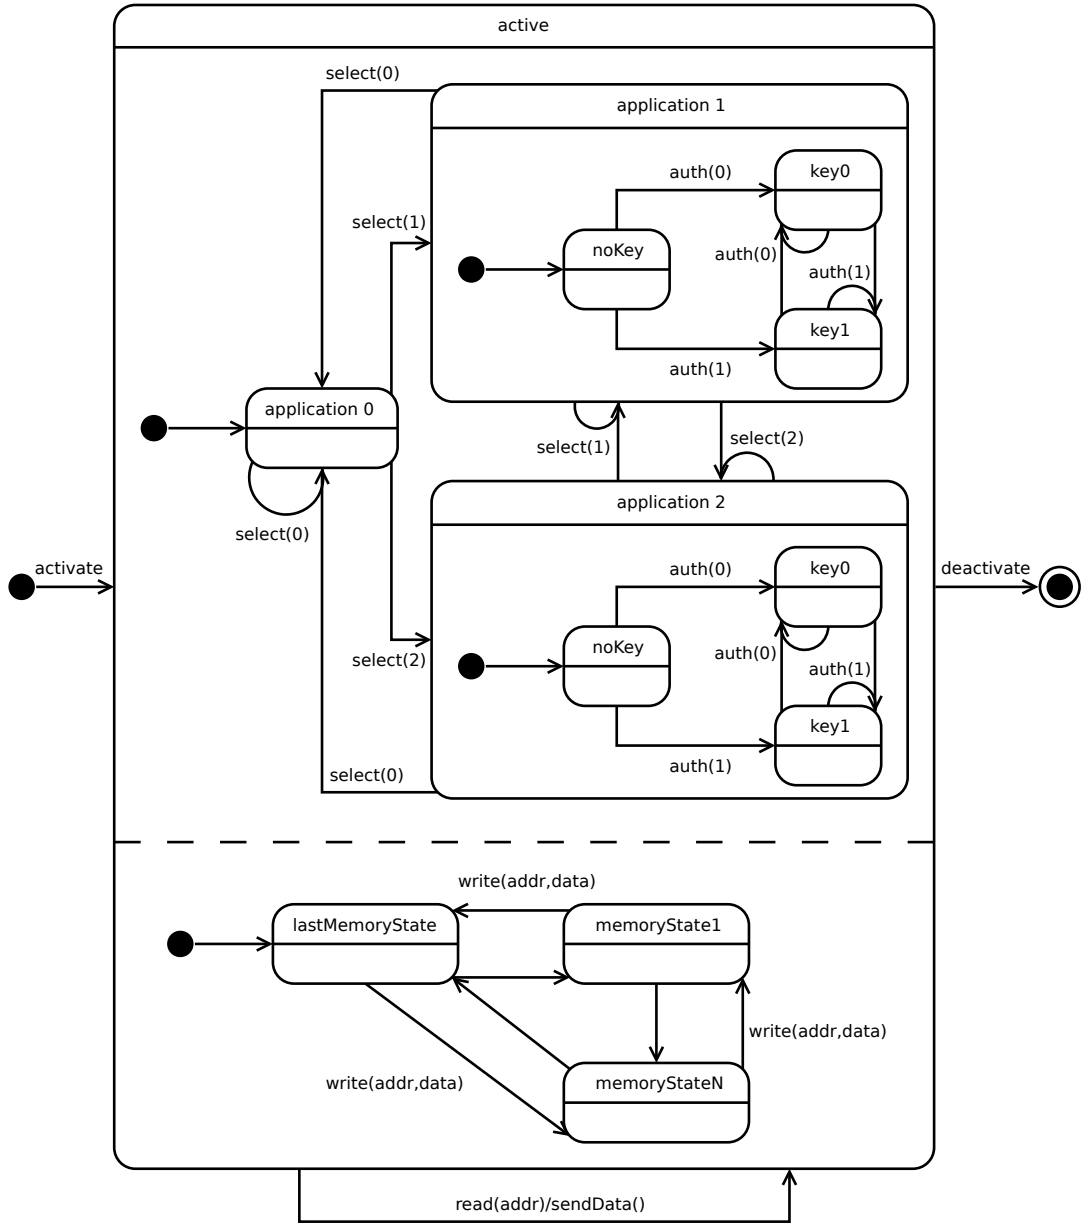 active
select(0)
application 1
auth(0)
key0
select(1)
noKey
auth(0)
auth(1)
key1
auth(1)
application 0
select(2)
select(1)
application 2
select(0)
activate
deactivate
auth(0)
key0
noKey
auth(0)
select(2)
auth(1)
key1
auth(1)
select(0)
write(addr,data)
lastMemoryState
memoryState1
write(addr,data)
write(addr,data)
memoryStateN
read(addr)/sendData()